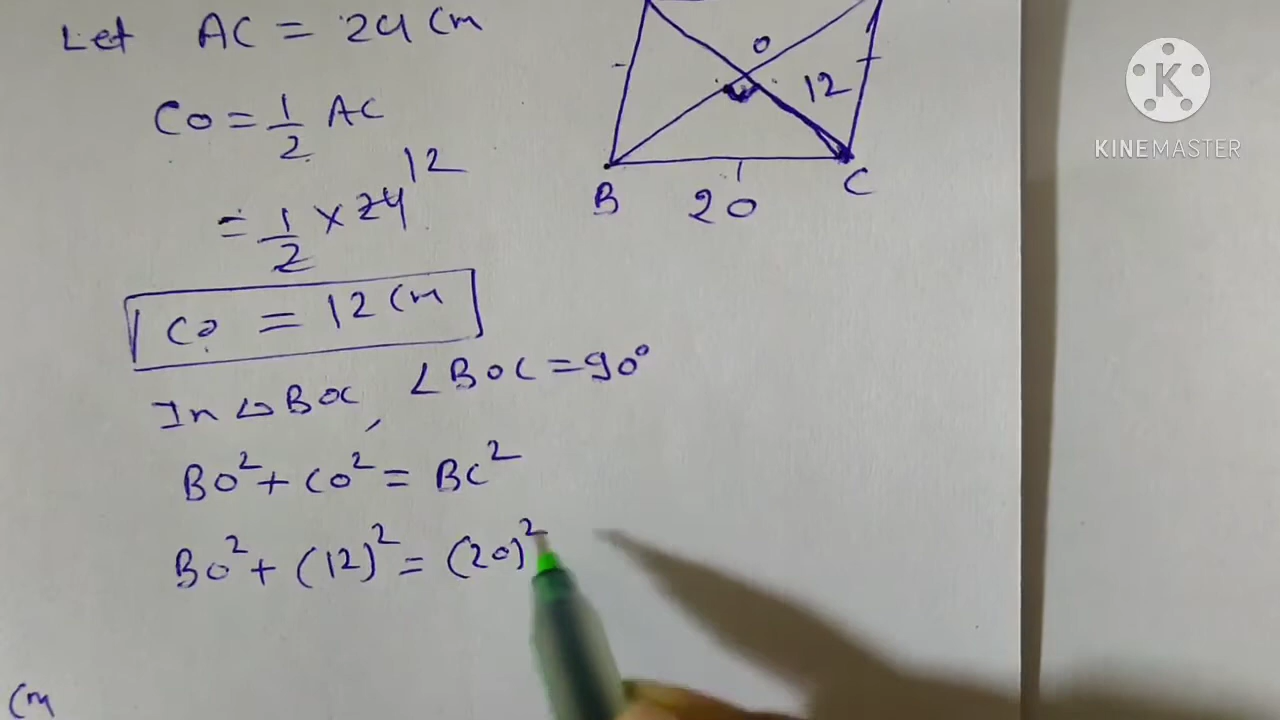 Let AC = 24 cm
CO = 1/2 AC
= 1/2 × 24 12
CO = 12 cm
In △BOC, ∠BOC = 90°
BO² + CO² = BC²
BO² + (12)² = (20)²
cm
O
12
B
20
C
K
KINEMASTER